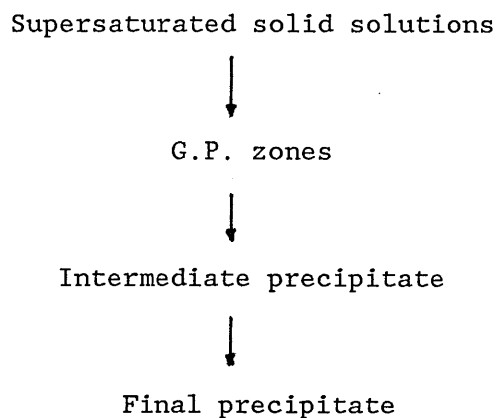 Supersaturated solid solutions
G.P. zones
Intermediate precipitate
Final precipitate